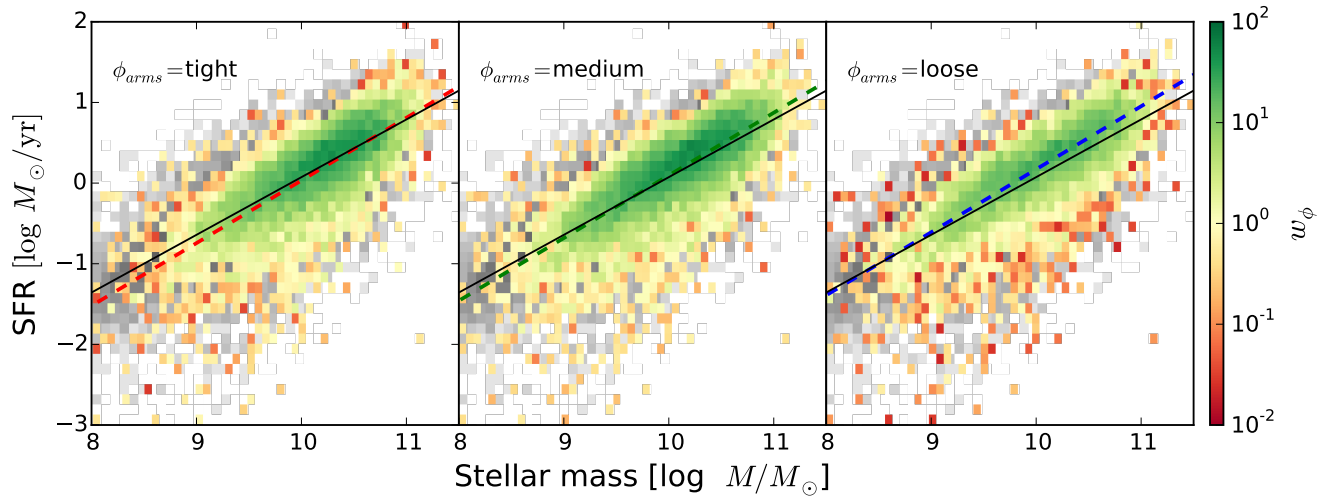 SFR [log M⊙/yr]
2
1
0
−1
−2
−3
ϕarms=tight
ϕarms=medium
ϕarms=loose
8 9 10 11
8 9 10 11
8 9 10 11
Stellar mass [log M/M⊙]
10²
10¹
10⁰
10⁻¹
10⁻²
wϕ